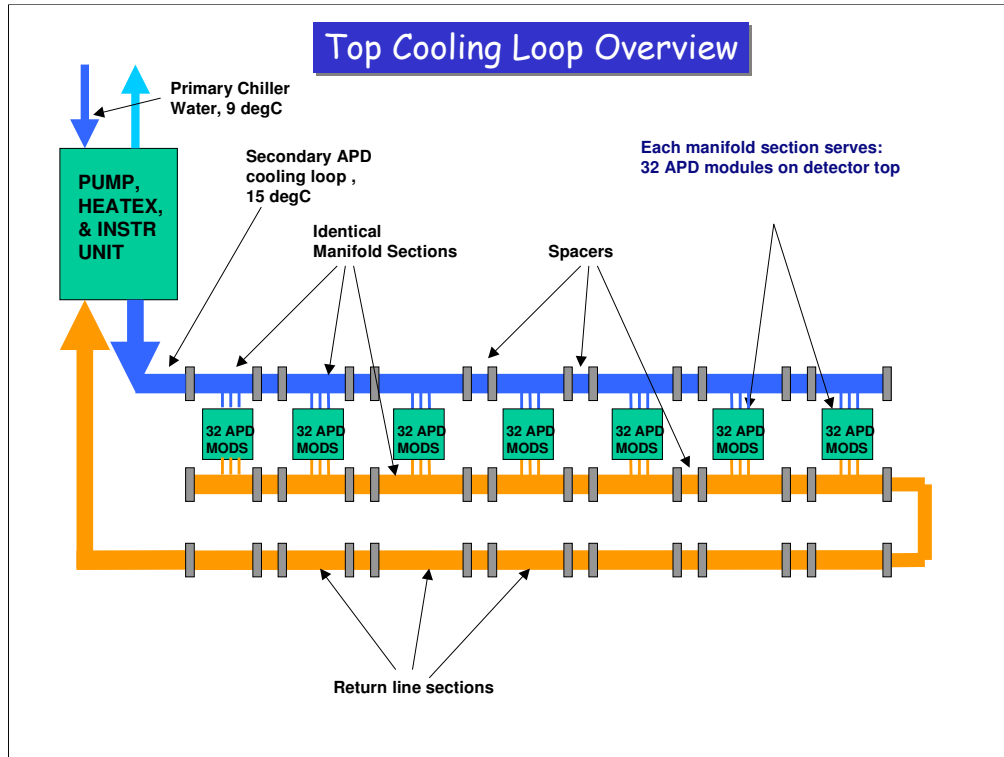 Top Cooling Loop Overview
Primary Chiller
Water, 9 degC
Each manifold section serves:
32 APD modules on detector top
Secondary APD
cooling loop ,
15 degC
PUMP,
HEATEX,
& INSTR
UNIT
Identical
Manifold Sections
Spacers
32 APD
MODS
32 APD
MODS
32 APD
MODS
32 APD
MODS
32 APD
MODS
32 APD
MODS
32 APD
MODS
Return line sections